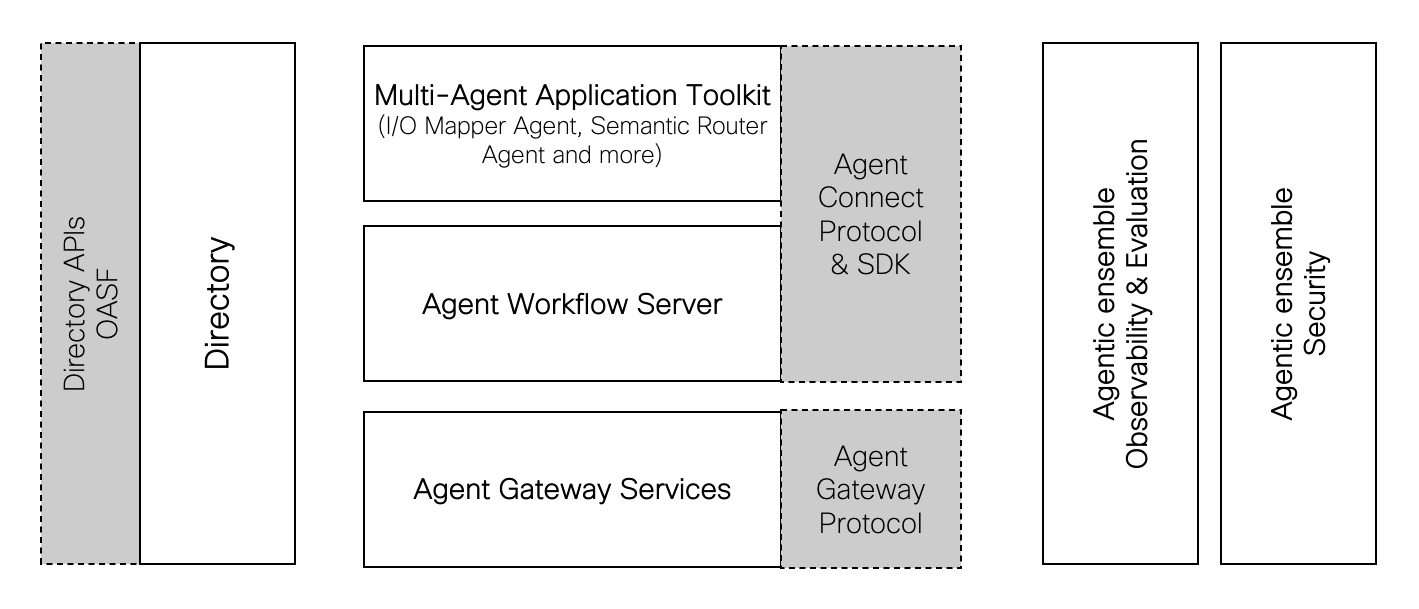 Directory APIs
OASF
Directory
Multi-Agent Application Toolkit
(I/O Mapper Agent, Semantic Router
Agent and more)
Agent
Connect
Protocol
& SDK
Agent Workflow Server
Agent Gateway Services
Agent
Gateway
Protocol
Agentic ensemble
Observability & Evaluation
Agentic ensemble
Security